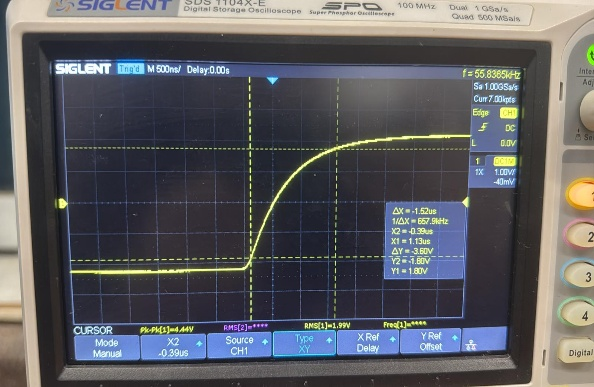 SIGLENT SDS 1104X-E
Digital Storage Oscilloscope
SPO
Super Phosphor Oscilloscope
100 MHz
Dual 1 GSa/s
Quad 500 MSa/s
SIGLENT Trig'd M 500ns/ Delay:0.00s
f = 55.8365kHz
Sa 1.00GSa/s
Curr 7.00kpts
Edge CH1
DC
L 0.0V
1 DC1M
1X 1.00V/
-40mV
ΔX = -1.52us
1/ΔX = 657.9kHz
X2 = -0.39us
X1 = 1.13us
ΔY = -3.60V
Y2 = -1.80V
Y1 = 1.80V
CURSOR
Pk-Pk[1]=4.44V RMS[2]=**** RMS[1]=1.99V Freq[1]=****
Mode
Manual
X2
-0.39us
Source
CH1
Type
XY
X Ref
Delay
Y Ref
Offset
Inten
Adj
2
3
4
Digital